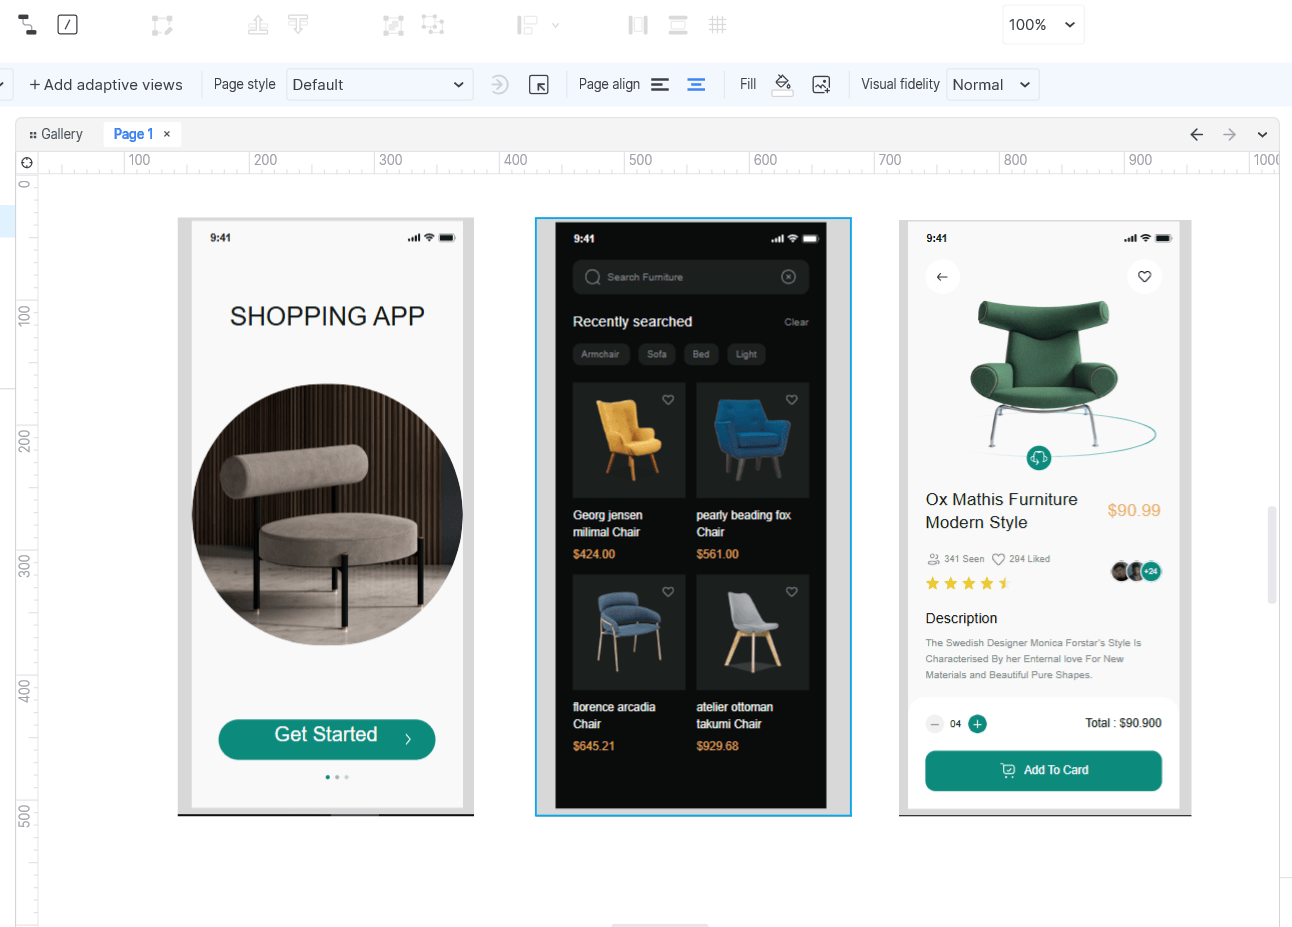 100%
+ Add adaptive views
Page style
Default
Page align
Fill
Visual fidelity
Normal
Gallery
Page 1 ×
100 200 300 400 500 600 700 800 900 1000
0
100
200
300
400
500
9:41
SHOPPING APP
Get Started
9:41
Search Furniture
Recently searched
Clear
Armchair Sofa Bed Light
Georg jensen
milimal Chair
$424.00
pearly beading fox
Chair
$561.00
florence arcadia
Chair
$645.21
atelier ottoman
takumi Chair
$929.68
9:41
Ox Mathis Furniture
Modern Style
$90.99
341 Seen 294 Liked
+24
Description
The Swedish Designer Monica Forstar's Style Is
Characterised By her Enternal love For New
Materials and Beautiful Pure Shapes.
04
Total : $90.900
Add To Card